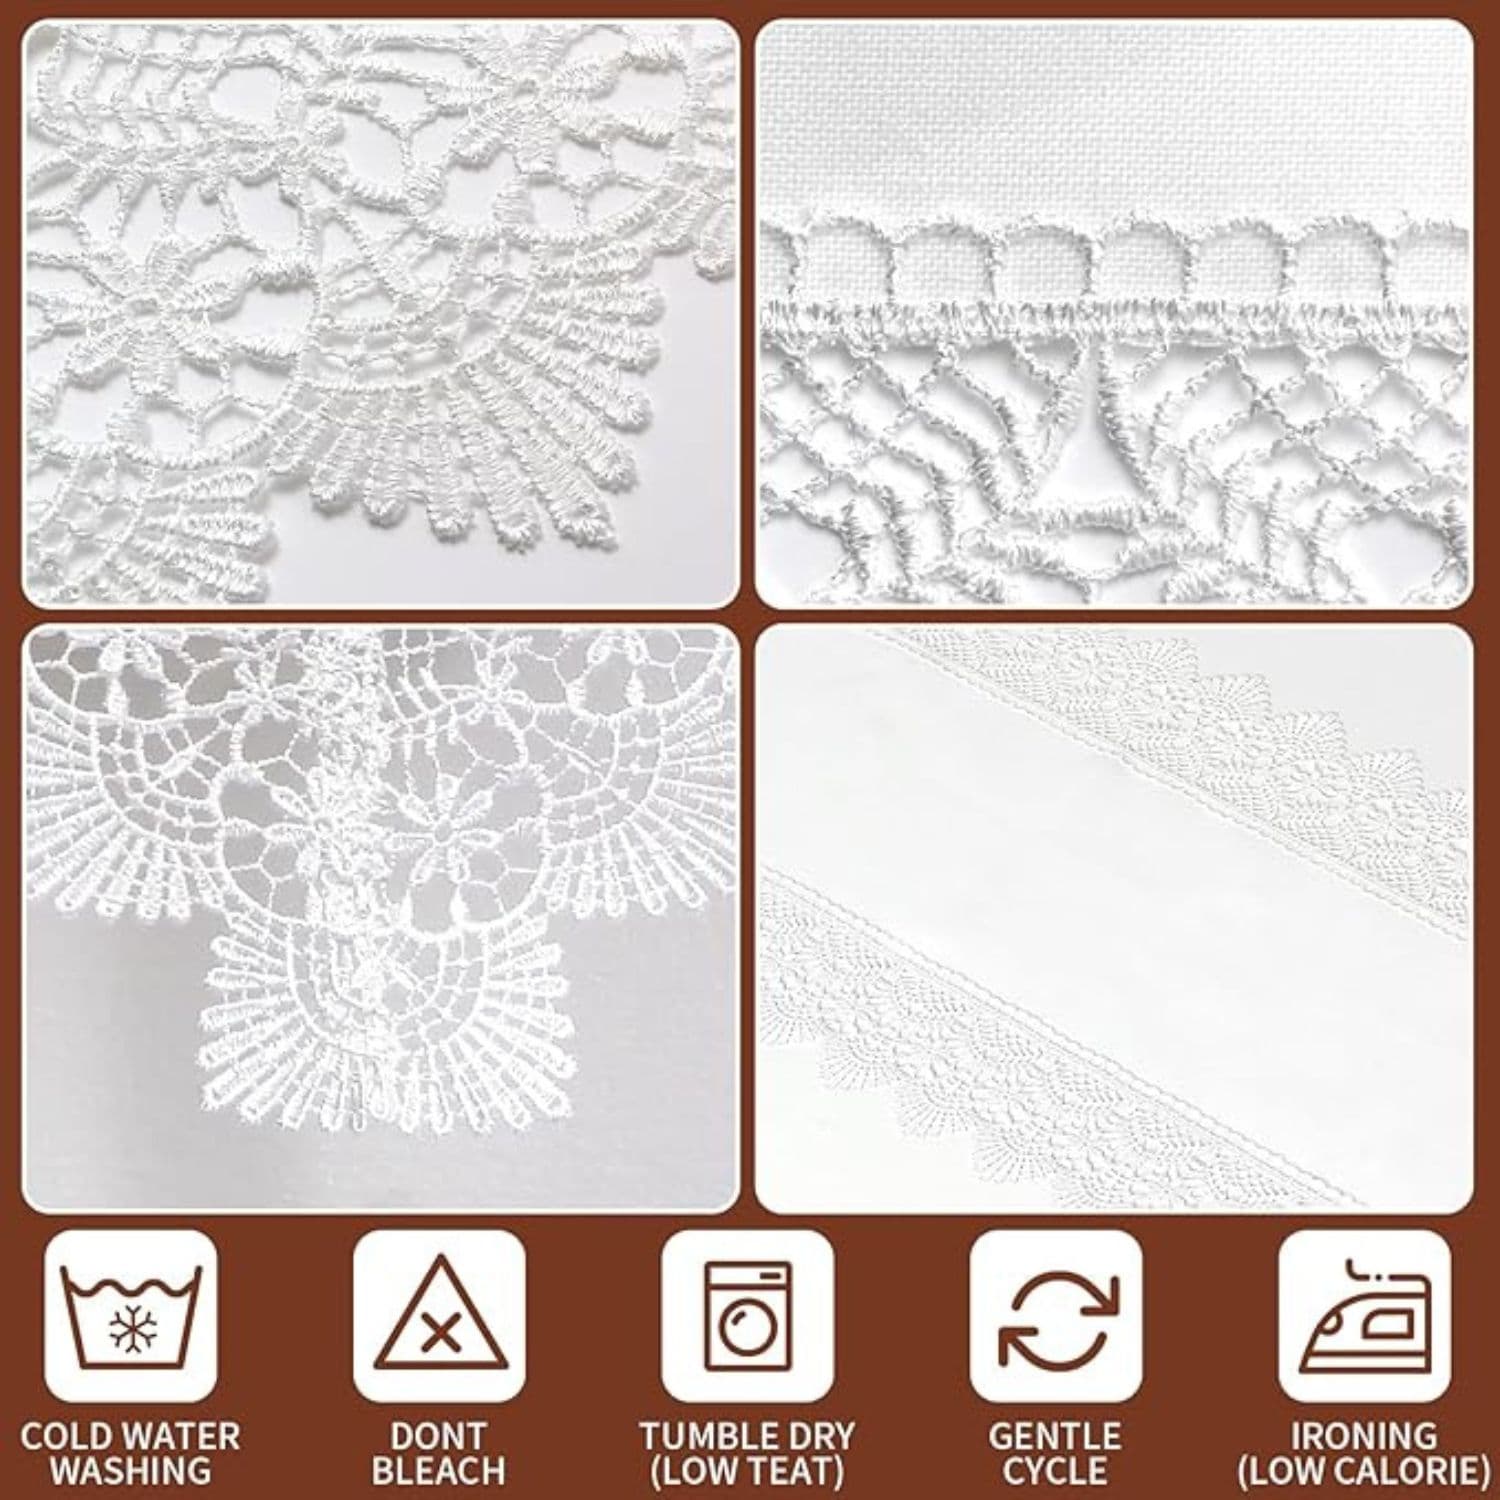 COLD WATER
WASHING
DONT
BLEACH
TUMBLE DRY
(LOW TEAT)
GENTLE
CYCLE
IRONING
(LOW CALORIE)